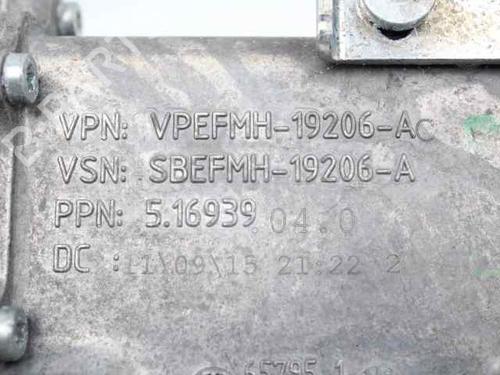 VPN: VPEFMH-19206-AC
VSN: SBEFMH-19206-A
PPN: 5.16939.04.0
DC : 11\09\15 21:22 2